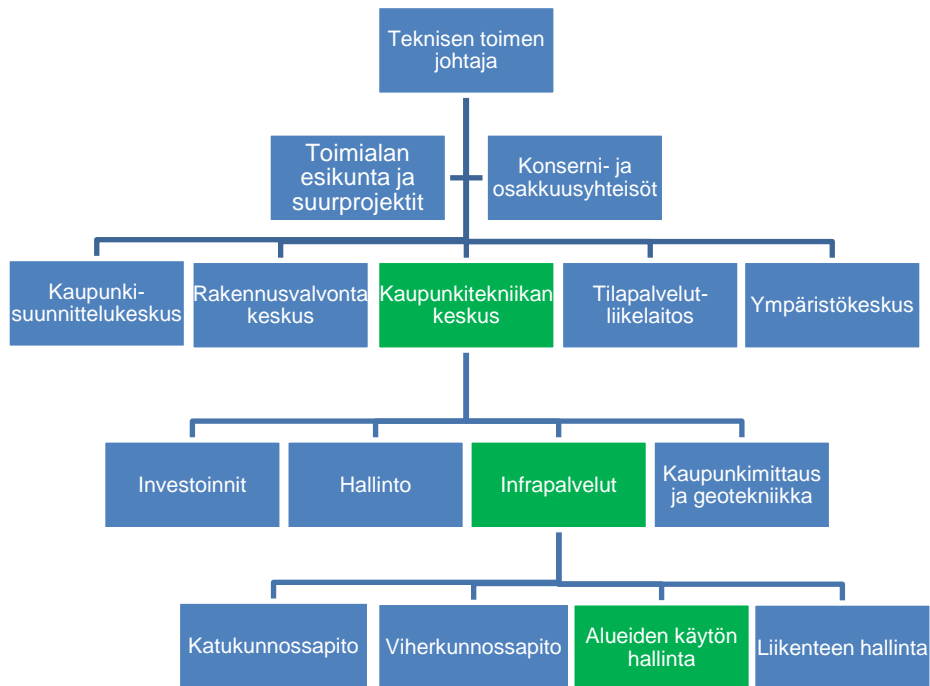 Teknisen toimen
johtaja
Toimialan
esikunta ja
suurprojektit
Konserni- ja
osakkuusyhteisöt
Kaupunki-
suunnittelukeskus
Rakennusvalvonta
keskus
Kaupunkitekniikan
keskus
Tilapalvelut-
liikelaitos
Ympäristökeskus
Investoinnit
Hallinto
Infrapalvelut
Kaupunkimittaus
ja geotekniikka
Katukunnossapito
Viherkunnossapito
Alueiden käytön
hallinta
Liikenteen hallinta